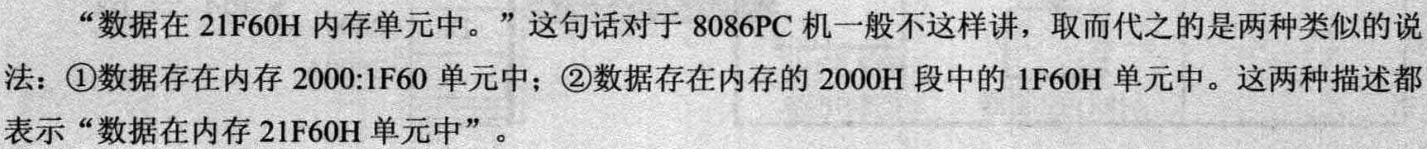 “数据在 21F60H 内存单元中。”这句话对于 8086PC 机一般不这样讲，取而代之的是两种类似的说
法：①数据存在内存 2000:1F60 单元中；②数据存在内存的 2000H 段中的 1F60H 单元中。这两种描述都
表示“数据在内存 21F60H 单元中”。